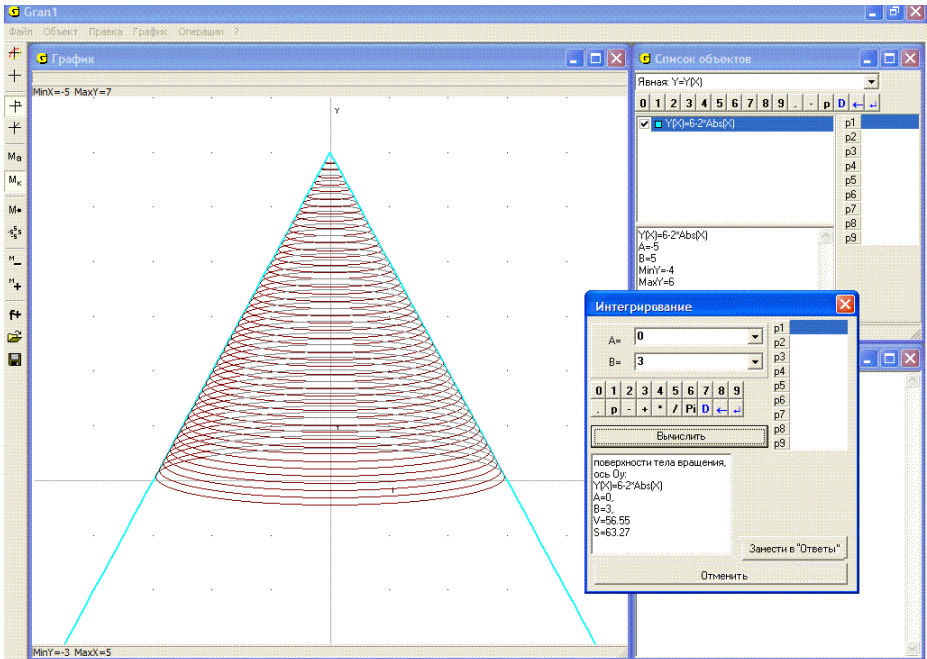 Gran1
Файл Объект Правка График Операции ?
График
MinX=-5 MaxY=7
Y
1
1
MinY=-3 MaxX=5
Список объектов
Явная: Y=Y(X)
0 1 2 3 4 5 6 7 8 9 . - p D ← ↵
Y(X)=6-2*Abs(X)
p1
p2
p3
p4
p5
p6
p7
p8
p9
Y(X)=6-2*Abs(X)
A=-5
B=5
MinY=-4
MaxY=6
Интегрирование
A= 0
B= 3
p1
p2
p3
p4
p5
p6
p7
p8
p9
0 1 2 3 4 5 6 7 8 9
. p - + * / Pi D ← ↵
Вычислить
поверхности тела вращения,
ось Oy:
Y(X)=6-2*Abs(X)
A=0,
B=3,
V=56.55
S=63.27
Занести в "Ответы"
Отменить